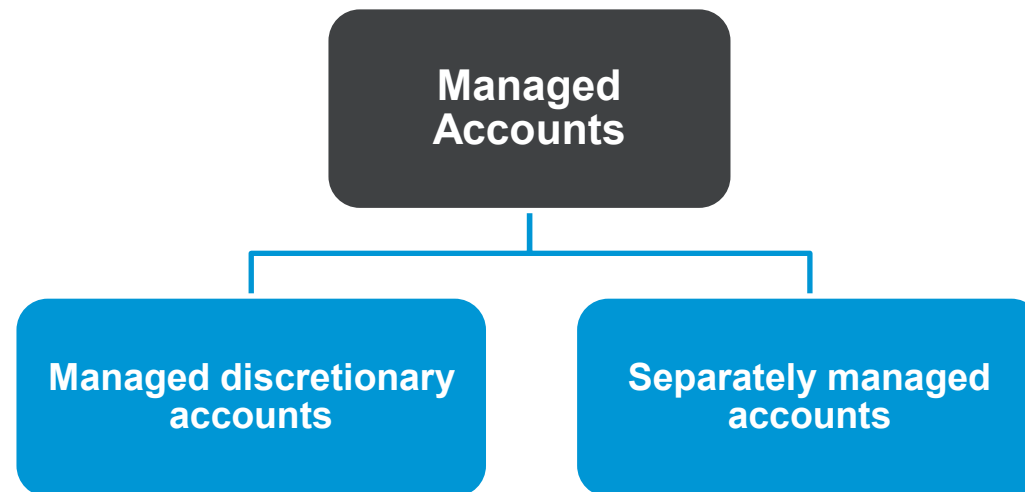 Managed
Accounts
Managed discretionary
accounts
Separately managed
accounts